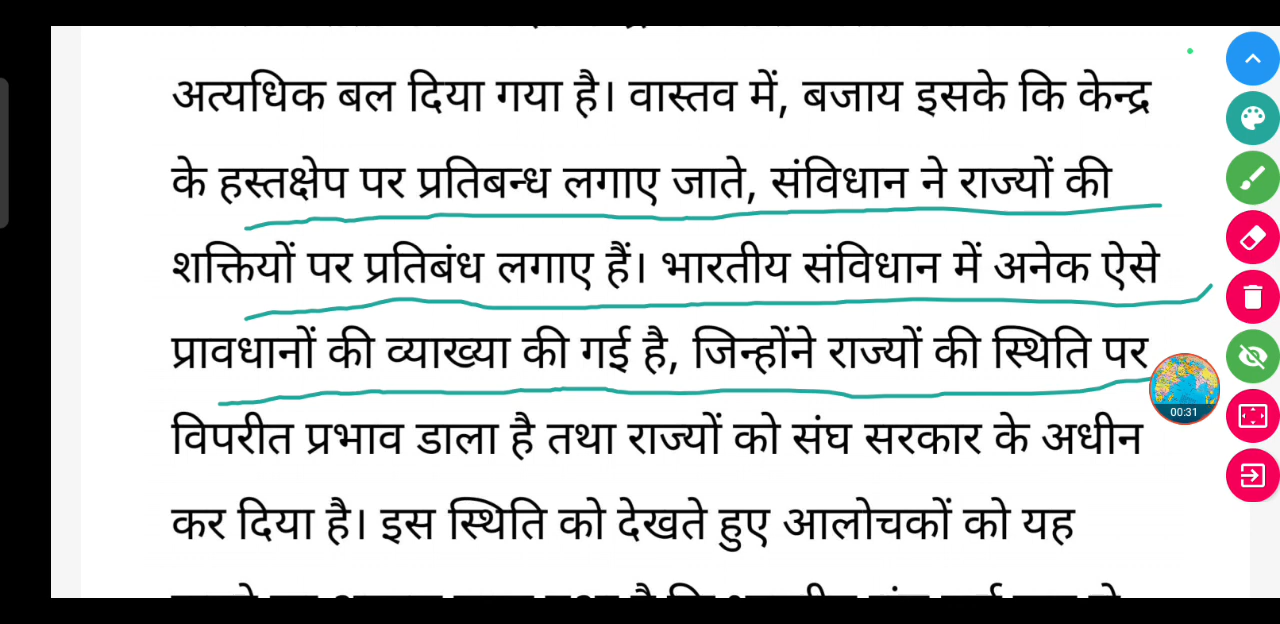 अत्यधिक बल दिया गया है। वास्तव में, बजाय इसके कि केन्द्र
के हस्तक्षेप पर प्रतिबन्ध लगाए जाते, संविधान ने राज्यों की
शक्तियों पर प्रतिबंध लगाए हैं। भारतीय संविधान में अनेक ऐसे
प्रावधानों की व्याख्या की गई है, जिन्होंने राज्यों की स्थिति पर
00:31
विपरीत प्रभाव डाला है तथा राज्यों को संघ सरकार के अधीन
कर दिया है। इस स्थिति को देखते हुए आलोचकों को यह